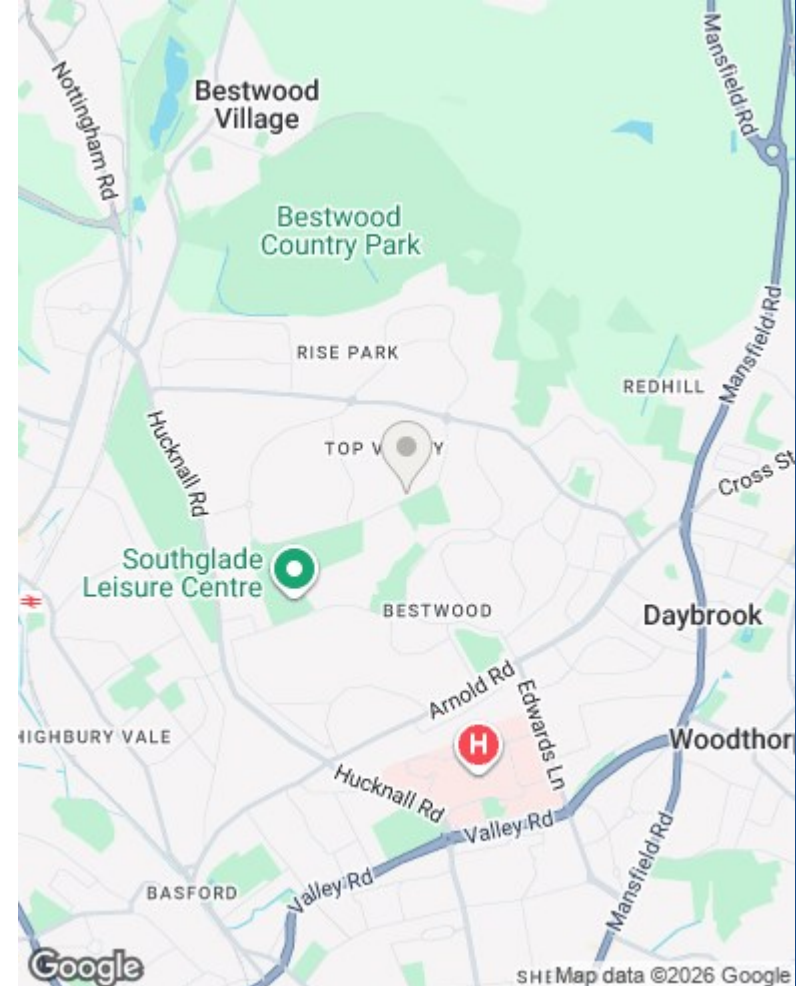 Mansfield Rd
Nottingham Rd
Bestwood
Village
Bestwood
Country Park
Mansfield Rd
RISE PARK
REDHILL
Hucknall Rd
TOP V Y
Cross St
Southglade
Leisure Centre
BESTWOOD
Daybrook
Arnold Rd
Edwards Ln
HIGHBURY VALE
H
Woodthorp
Hucknall Rd
Valley Rd
Mansfield Rd
Valley Rd
BASFORD
Google
SHE
Map data ©2026 Google